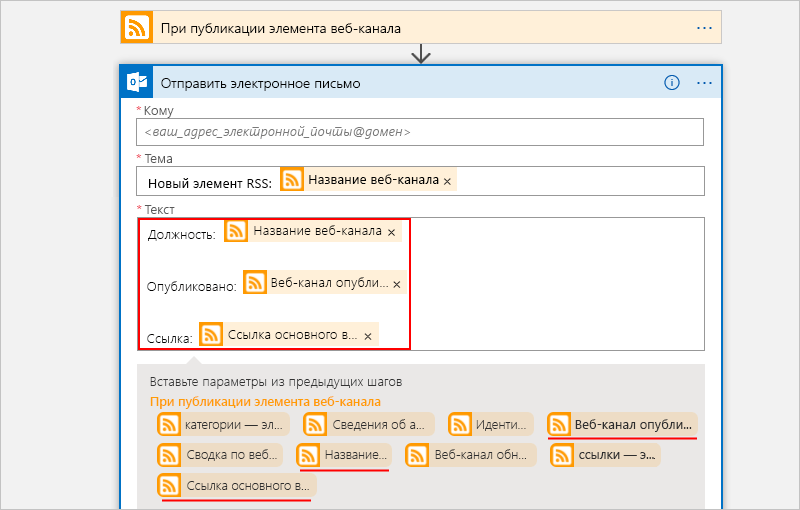 При публикации элемента веб-канала ...
Отправить электронное письмо ...
* Кому
<ваш_адрес_электронной_почты@домен>
* Тема
Новый элемент RSS: Название веб-канала ×
* Текст
Должность: Название веб-канала ×
Опубликовано: Веб-канал опубли... ×
Ссылка: Ссылка основного в... ×
Вставьте параметры из предыдущих шагов
При публикации элемента веб-канала
категории — эл... Сведения об а... Иденти... Веб-канал опубли...
Сводка по веб... Название... Веб-канал обн... ссылки — э...
Ссылка основного в...